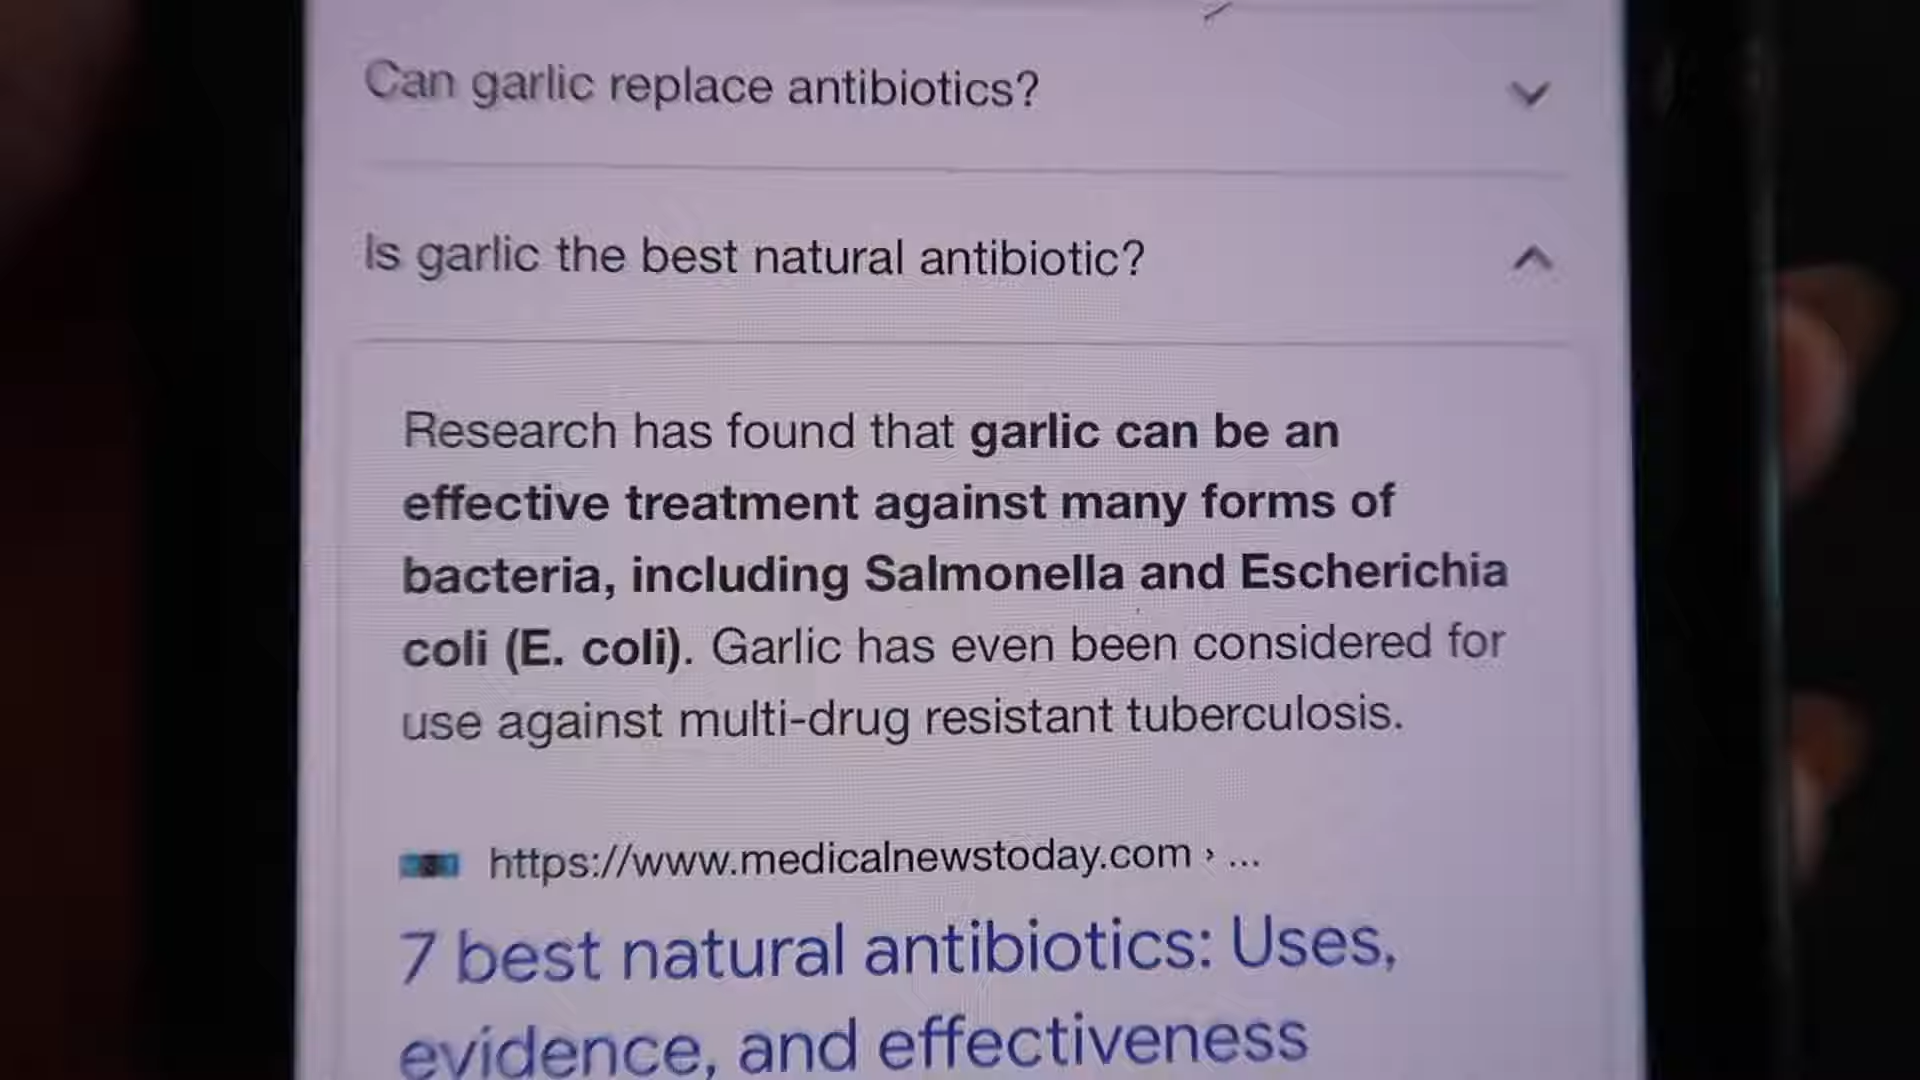 Can garlic replace antibiotics?
Is garlic the best natural antibiotic?
Research has found that garlic can be an
effective treatment against many forms of
bacteria, including Salmonella and Escherichia
coli (E. coli). Garlic has even been considered for
use against multi-drug resistant tuberculosis.
https://www.medicalnewstoday.com › ...
7 best natural antibiotics: Uses,
evidence, and effectiveness